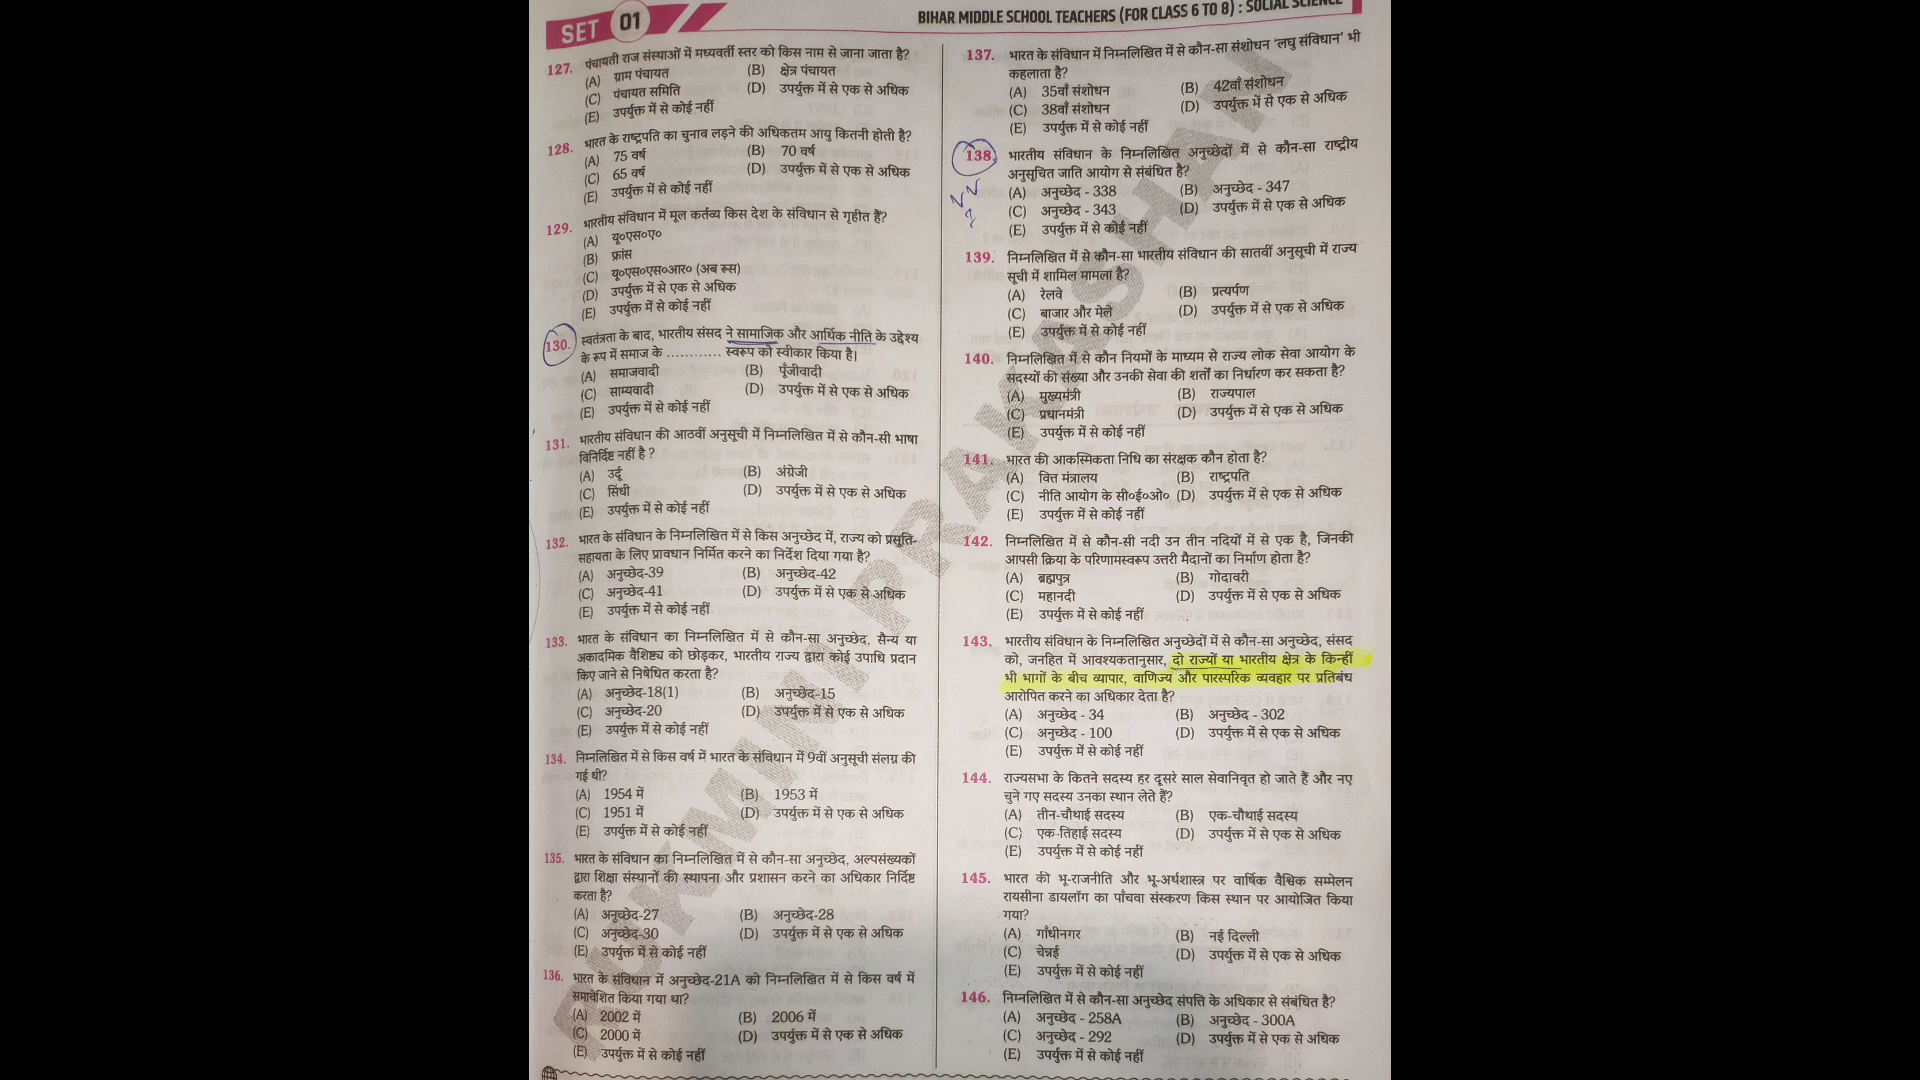 SET 01
BIHAR MIDDLE SCHOOL TEACHERS (FOR CLASS 6 TO 8) : SOCIAL SCIENCE
127. पंचायती राज संस्थाओं में मध्यवर्ती स्तर को किस नाम से जाना जाता है?
(A) ग्राम पंचायत (B) क्षेत्र पंचायत
(C) पंचायत समिति (D) उपर्युक्त में से एक से अधिक
(E) उपर्युक्त में से कोई नहीं
128. भारत के राष्ट्रपति का चुनाव लड़ने की अधिकतम आयु कितनी होती है?
(A) 75 वर्ष (B) 70 वर्ष
(C) 65 वर्ष (D) उपर्युक्त में से एक से अधिक
(E) उपर्युक्त में से कोई नहीं
129. भारतीय संविधान में मूल कर्तव्य किस देश के संविधान से गृहीत हैं?
(A) यू०एस०ए०
(B) फ्रांस
(C) यू०एस०एस०आर० (अब रूस)
(D) उपर्युक्त में से एक से अधिक
(E) उपर्युक्त में से कोई नहीं
130. स्वतंत्रता के बाद, भारतीय संसद ने सामाजिक और आर्थिक नीति के उद्देश्य
के रूप में समाज के ............ स्वरूप को स्वीकार किया है।
(A) समाजवादी (B) पूँजीवादी
(C) साम्यवादी (D) उपर्युक्त में से एक से अधिक
(E) उपर्युक्त में से कोई नहीं
131. भारतीय संविधान की आठवीं अनुसूची में निम्नलिखित में से कौन-सी भाषा
विनिर्दिष्ट नहीं है ?
(A) उर्दू (B) अंग्रेजी
(C) सिंधी (D) उपर्युक्त में से एक से अधिक
(E) उपर्युक्त में से कोई नहीं
132. भारत के संविधान के निम्नलिखित में से किस अनुच्छेद में, राज्य को प्रसूति-
सहायता के लिए प्रावधान निर्मित करने का निर्देश दिया गया है?
(A) अनुच्छेद-39 (B) अनुच्छेद-42
(C) अनुच्छेद-41 (D) उपर्युक्त में से एक से अधिक
(E) उपर्युक्त में से कोई नहीं
133. भारत के संविधान का निम्नलिखित में से कौन-सा अनुच्छेद, सैन्य या
अकादमिक वैशिष्ट्य को छोड़कर, भारतीय राज्य द्वारा कोई उपाधि प्रदान
किए जाने से निषेधित करता है?
(A) अनुच्छेद-18(1) (B) अनुच्छेद-15
(C) अनुच्छेद-20 (D) उपर्युक्त में से एक से अधिक
(E) उपर्युक्त में से कोई नहीं
134. निम्नलिखित में से किस वर्ष में भारत के संविधान में 9वीं अनुसूची संलग्न की
गई थी?
(A) 1954 में (B) 1953 में
(C) 1951 में (D) उपर्युक्त में से एक से अधिक
(E) उपर्युक्त में से कोई नहीं
135. भारत के संविधान का निम्नलिखित में से कौन-सा अनुच्छेद, अल्पसंख्यकों
द्वारा शिक्षा संस्थानों की स्थापना और प्रशासन करने का अधिकार निर्दिष्ट
करता है?
(A) अनुच्छेद-27 (B) अनुच्छेद-28
(C) अनुच्छेद-30 (D) उपर्युक्त में से एक से अधिक
(E) उपर्युक्त में से कोई नहीं
136. भारत के संविधान में अनुच्छेद-21A को निम्नलिखित में से किस वर्ष में
समावेशित किया गया था?
(A) 2002 में (B) 2006 में
(C) 2000 में (D) उपर्युक्त में से एक से अधिक
(E) उपर्युक्त में से कोई नहीं
137. भारत के संविधान में निम्नलिखित में से कौन-सा संशोधन 'लघु संविधान' भी
कहलाता है?
(A) 35वाँ संशोधन (B) 42वाँ संशोधन
(C) 38वाँ संशोधन (D) उपर्युक्त में से एक से अधिक
(E) उपर्युक्त में से कोई नहीं
138. भारतीय संविधान के निम्नलिखित अनुच्छेदों में से कौन-सा राष्ट्रीय
अनुसूचित जाति आयोग से संबंधित है?
(A) अनुच्छेद - 338 (B) अनुच्छेद - 347
(C) अनुच्छेद - 343 (D) उपर्युक्त में से एक से अधिक
(E) उपर्युक्त में से कोई नहीं
139. निम्नलिखित में से कौन-सा भारतीय संविधान की सातवीं अनुसूची में राज्य
सूची में शामिल मामला है?
(A) रेलवे (B) प्रत्यर्पण
(C) बाजार और मेले (D) उपर्युक्त में से एक से अधिक
(E) उपर्युक्त में से कोई नहीं
140. निम्नलिखित में से कौन नियमों के माध्यम से राज्य लोक सेवा आयोग के
सदस्यों की संख्या और उनकी सेवा की शर्तों का निर्धारण कर सकता है?
(A) मुख्यमंत्री (B) राज्यपाल
(C) प्रधानमंत्री (D) उपर्युक्त में से एक से अधिक
(E) उपर्युक्त में से कोई नहीं
141. भारत की आकस्मिकता निधि का संरक्षक कौन होता है?
(A) वित्त मंत्रालय (B) राष्ट्रपति
(C) नीति आयोग के सी०ई०ओ० (D) उपर्युक्त में से एक से अधिक
(E) उपर्युक्त में से कोई नहीं
142. निम्नलिखित में से कौन-सी नदी उन तीन नदियों में से एक है, जिनकी
आपसी क्रिया के परिणामस्वरूप उत्तरी मैदानों का निर्माण होता है?
(A) ब्रह्मपुत्र (B) गोदावरी
(C) महानदी (D) उपर्युक्त में से एक से अधिक
(E) उपर्युक्त में से कोई नहीं
143. भारतीय संविधान के निम्नलिखित अनुच्छेदों में से कौन-सा अनुच्छेद, संसद
को, जनहित में आवश्यकतानुसार, दो राज्यों या भारतीय क्षेत्र के किन्हीं
भी भागों के बीच व्यापार, वाणिज्य और पारस्परिक व्यवहार पर प्रतिबंध
आरोपित करने का अधिकार देता है?
(A) अनुच्छेद - 34 (B) अनुच्छेद - 302
(C) अनुच्छेद - 100 (D) उपर्युक्त में से एक से अधिक
(E) उपर्युक्त में से कोई नहीं
144. राज्यसभा के कितने सदस्य हर दूसरे साल सेवानिवृत हो जाते हैं और नए
चुने गए सदस्य उनका स्थान लेते हैं?
(A) तीन-चौथाई सदस्य (B) एक-चौथाई सदस्य
(C) एक-तिहाई सदस्य (D) उपर्युक्त में से एक से अधिक
(E) उपर्युक्त में से कोई नहीं
145. भारत की भू-राजनीति और भू-अर्थशास्त्र पर वार्षिक वैश्विक सम्मेलन
रायसीना डायलॉग का पाँचवा संस्करण किस स्थान पर आयोजित किया
गया?
(A) गाँधीनगर (B) नई दिल्ली
(C) चेन्नई (D) उपर्युक्त में से एक से अधिक
(E) उपर्युक्त में से कोई नहीं
146. निम्नलिखित में से कौन-सा अनुच्छेद संपत्ति के अधिकार से संबंधित है?
(A) अनुच्छेद - 258A (B) अनुच्छेद - 300A
(C) अनुच्छेद - 292 (D) उपर्युक्त में से एक से अधिक
(E) उपर्युक्त में से कोई नहीं
RUKMINI PRAKASHAN